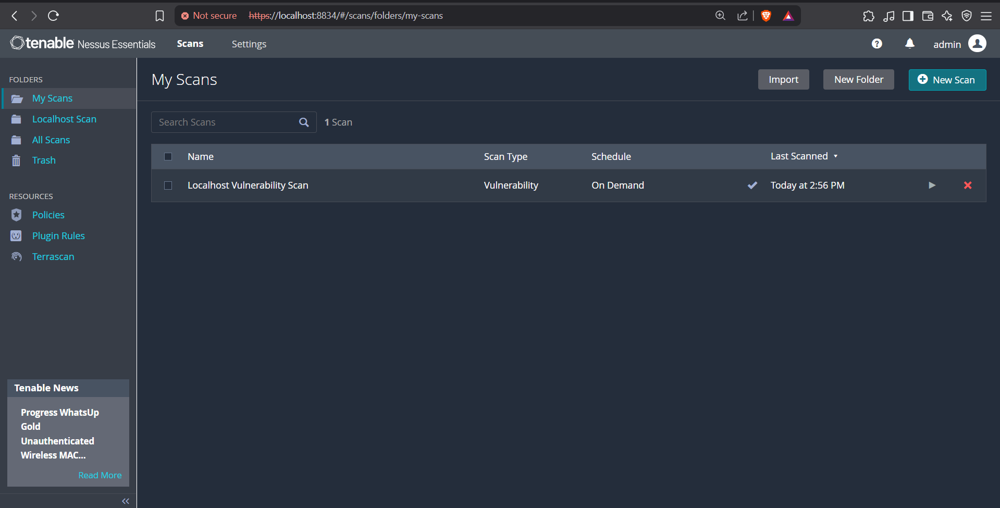 Not secure https://localhost:8834/#/scans/folders/my-scans
tenable Nessus Essentials Scans Settings admin
FOLDERS
My Scans
Localhost Scan
All Scans
Trash
RESOURCES
Policies
Plugin Rules
Terrascan
Tenable News
Progress WhatsUp
Gold
Unauthenticated
Wireless MAC...
Read More
My Scans Import New Folder New Scan
Search Scans 1 Scan
Name Scan Type Schedule Last Scanned
Localhost Vulnerability Scan Vulnerability On Demand Today at 2:56 PM